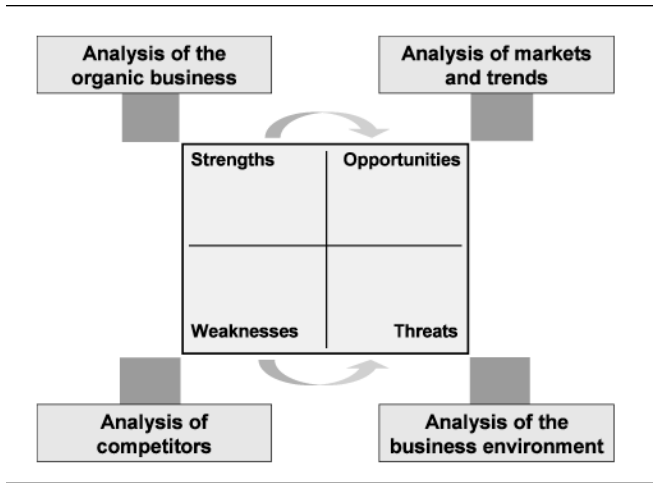 Analysis of the
organic business
Analysis of markets
and trends
Strengths
Opportunities
Weaknesses
Threats
Analysis of
competitors
Analysis of the
business environment